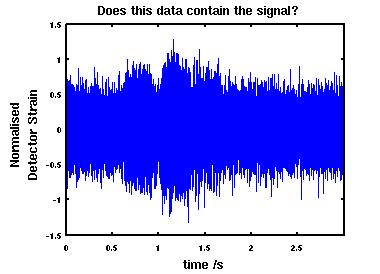 Does this data contain the signal?
1.5
1
0.5
0
-0.5
-1
-1.5
Normalised
Detector Strain
0 0.5 1 1.5 2 2.5
time /s